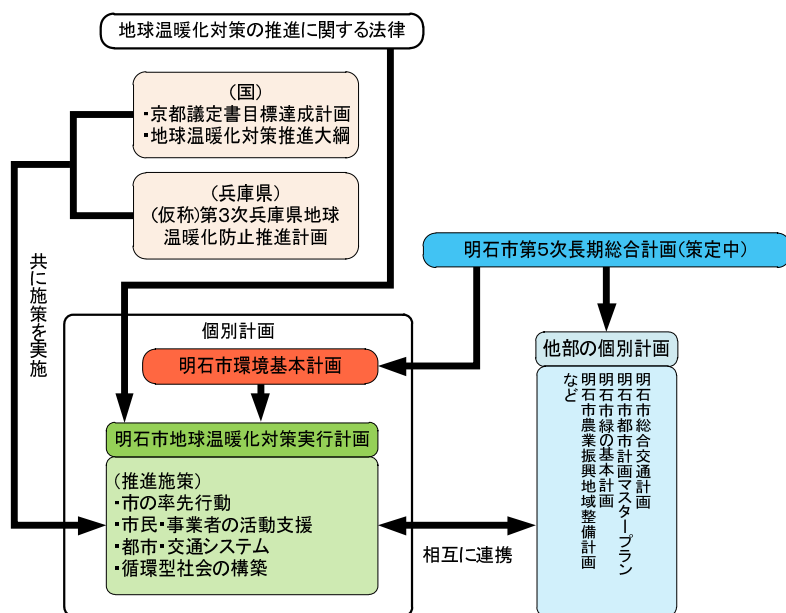 地球温暖化対策の推進に関する法律
（国）
・京都議定書目標達成計画
・地球温暖化対策推進大綱
（兵庫県）
（仮称）第３次兵庫県地球
温暖化防止推進計画
共に施策を実施
明石市第５次長期総合計画（策定中）
個別計画
明石市環境基本計画
他部の個別計画
明石市総合交通計画
明石市都市計画マスタープラン
明石市緑の基本計画
明石市農業振興地域整備計画
など
明石市地球温暖化対策実行計画
（推進施策）
・市の率先行動
・市民・事業者の活動支援
・都市・交通システム
・循環型社会の構築
相互に連携